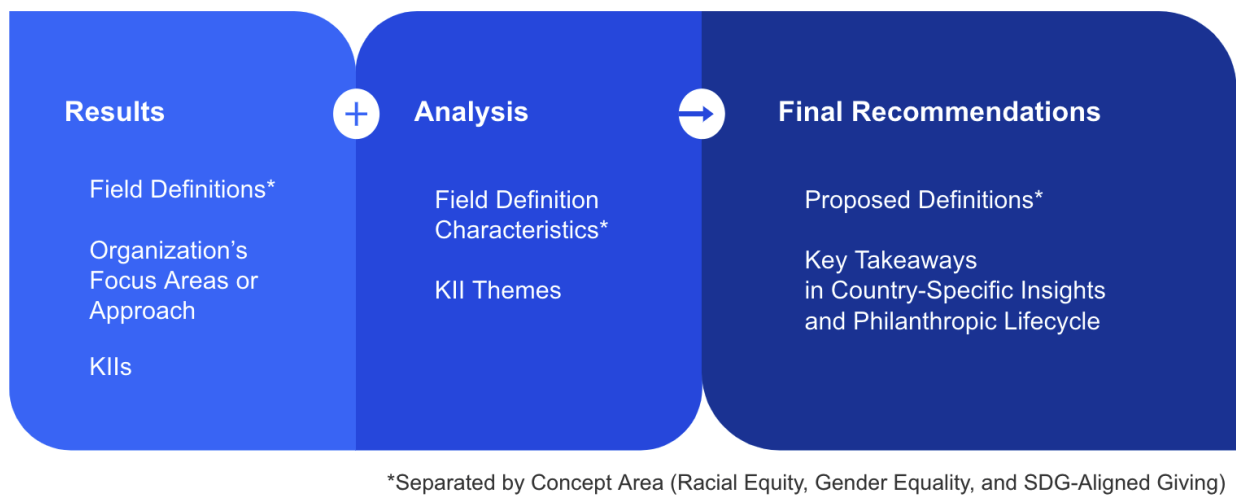 Results
Field Definitions*
Organization’s
Focus Areas or
Approach
KIIs
+
Analysis
Field Definition
Characteristics*
KII Themes
Final Recommendations
Proposed Definitions*
Key Takeaways
in Country-Specific Insights
and Philanthropic Lifecycle
*Separated by Concept Area (Racial Equity, Gender Equality, and SDG-Aligned Giving)